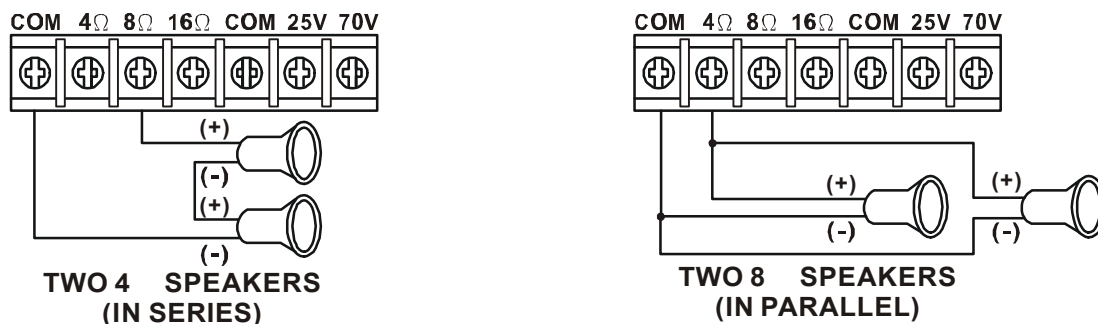 COM 4Ω 8Ω 16Ω COM 25V 70V
(+)
(-)
(+)
(-)
TWO 4 SPEAKERS
(IN SERIES)
COM 4Ω 8Ω 16Ω COM 25V 70V
(+)
(-)
(+)
(-)
TWO 8 SPEAKERS
(IN PARALLEL)